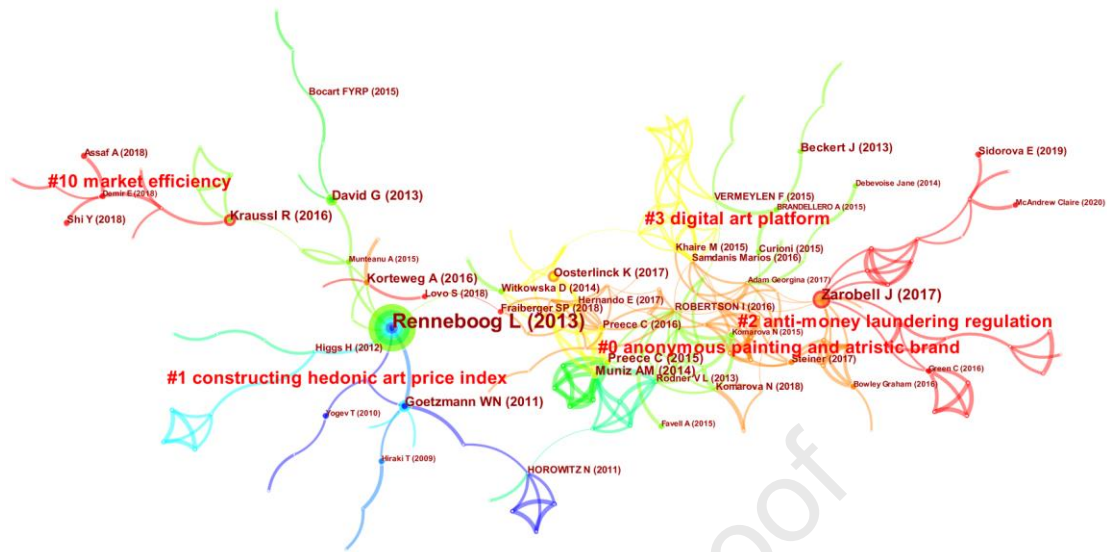 Bocart FYRP (2015)
Assaf A (2018)
Beckert J (2013)
Sidorova E (2019)
#10 market efficiency
Demir E (2018)
David G (2013)
VERMEYLEN F (2015)
Debevoise Jane (2014)
McAndrew Claire (2020)
Shi Y (2018)
Kraussl R (2016)
BRANDELLERO A (2015)
#3 digital art platform
Khaire M (2015)
Curioni (2015)
Samdanis Marios (2016)
Munteanu A (2015)
Oosterlinck K (2017)
Korteweg A (2016)
Adam Georgina (2017)
Witkowska D (2014)
Lovo S (2018)
Hernando E (2017)
Zarobell J (2017)
Fraiberger SP (2018)
ROBERTSON I (2016)
Renneboog L (2013)
Preece C (2016)
#2 anti-money laundering regulation
Komarova N (2015)
Higgs H (2012)
#0 anonymous painting and atristic brand
Preece C (2015)
Steiner (2017)
Muniz AM (2014)
Green C (2016)
#1 constructing hedonic art price index
Rodner V L (2013)
Komarova N (2018)
Bowley Graham (2016)
Goetzmann WN (2011)
Yogev T (2010)
Favell A (2015)
Hiraki T (2009)
HOROWITZ N (2011)
oof